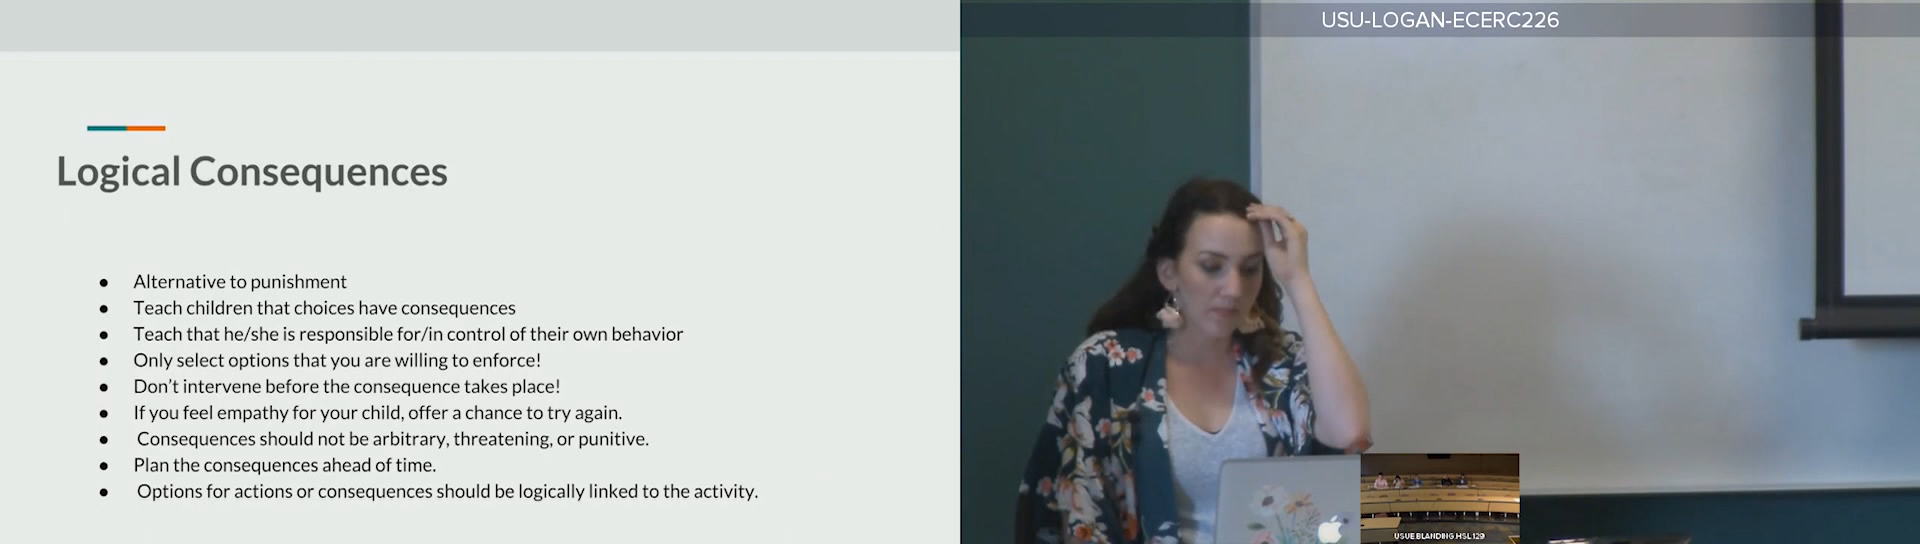 USU-LOGAN-ECERC226
Logical Consequences
● Alternative to punishment
● Teach children that choices have consequences
● Teach that he/she is responsible for/in control of their own behavior
● Only select options that you are willing to enforce!
● Don't intervene before the consequence takes place!
● If you feel empathy for your child, offer a chance to try again.
● Consequences should not be arbitrary, threatening, or punitive.
● Plan the consequences ahead of time.
● Options for actions or consequences should be logically linked to the activity.
USUE BLANDING HSL 129